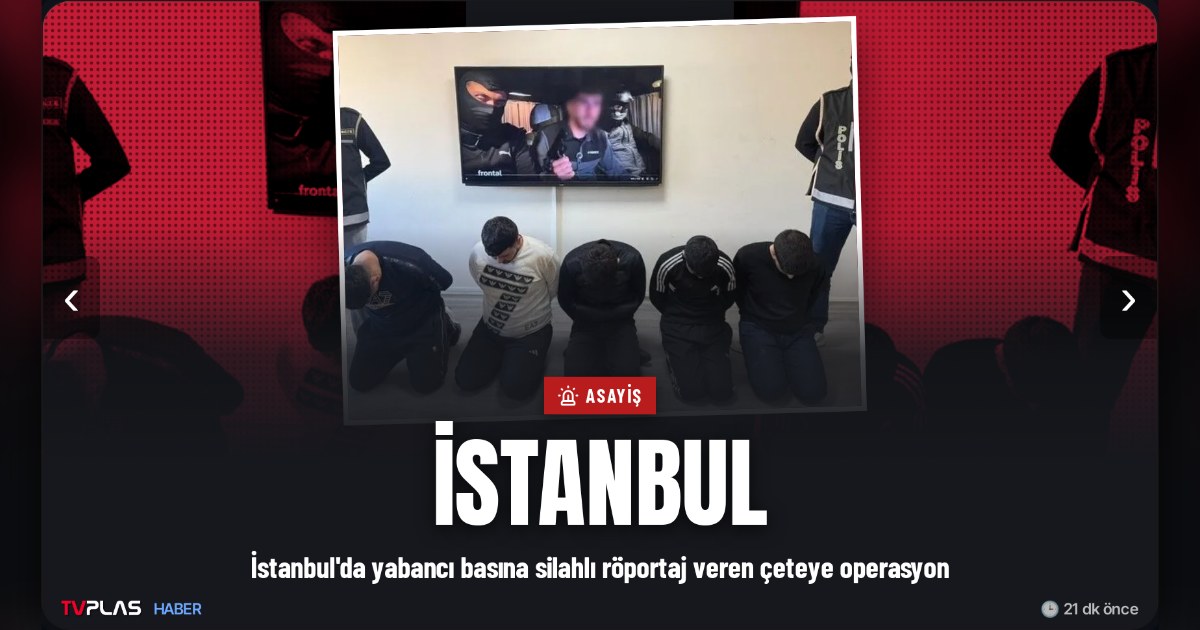 frontal
POLİS
frontal
POLİS
ASAYİŞ
İSTANBUL
İstanbul'da yabancı basına silahlı röportaj veren çeteye operasyon
TVPLAS HABER
21 dk önce